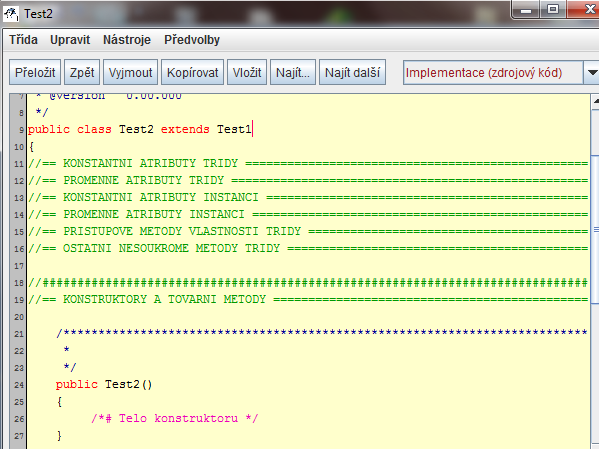 Test2
Třída Upravit Nástroje Předvolby
Přeložit Zpět Vyjmout Kopírovat Vložit Najít... Najít další Implementace (zdrojový kód)
7 * @version 0.00.000
8 */
9 public class Test2 extends Test1
10 {
11 //== KONSTANTNI ATRIBUTY TRIDY =================================================
12 //== PROMENNE ATRIBUTY TRIDY ===================================================
13 //== KONSTANTNI ATRIBUTY INSTANCI ==============================================
14 //== PROMENNE ATRIBUTY INSTANCI ================================================
15 //== PRISTUPOVE METODY VLASTNOSTI TRIDY ========================================
16 //== OSTATNI NESOUKROME METODY TRIDY ===========================================
17
18 //##############################################################################
19 //== KONSTRUKTORY A TOVARNI METODY =============================================
20
21 /***************************************************************************
22 *
23 */
24 public Test2()
25 {
26 /*# Telo konstruktoru */
27 }